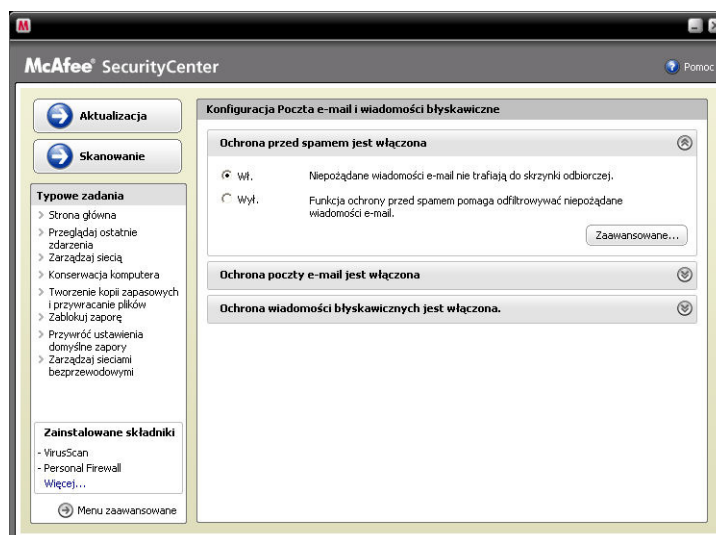 McAfee® SecurityCenter
Pomoc
Aktualizacja
Skanowanie
Typowe zadania
Strona główna
Przeglądaj ostatnie
zdarzenia
Zarządzaj siecią
Konserwacja komputera
Tworzenie kopii zapasowych
i przywracanie plików
Zablokuj zaporę
Przywróć ustawienia
domyślne zapory
Zarządzaj sieciami
bezprzewodowymi
Zainstalowane składniki
- VirusScan
- Personal Firewall
Więcej...
Menu zaawansowane
Konfiguracja Poczta e-mail i wiadomości błyskawiczne
Ochrona przed spamem jest włączona
Wł. Niepożądane wiadomości e-mail nie trafiają do skrzynki odbiorczej.
Wył. Funkcja ochrony przed spamem pomaga odfiltrowywać niepożądane
wiadomości e-mail.
Zaawansowane...
Ochrona poczty e-mail jest włączona
Ochrona wiadomości błyskawicznych jest włączona.